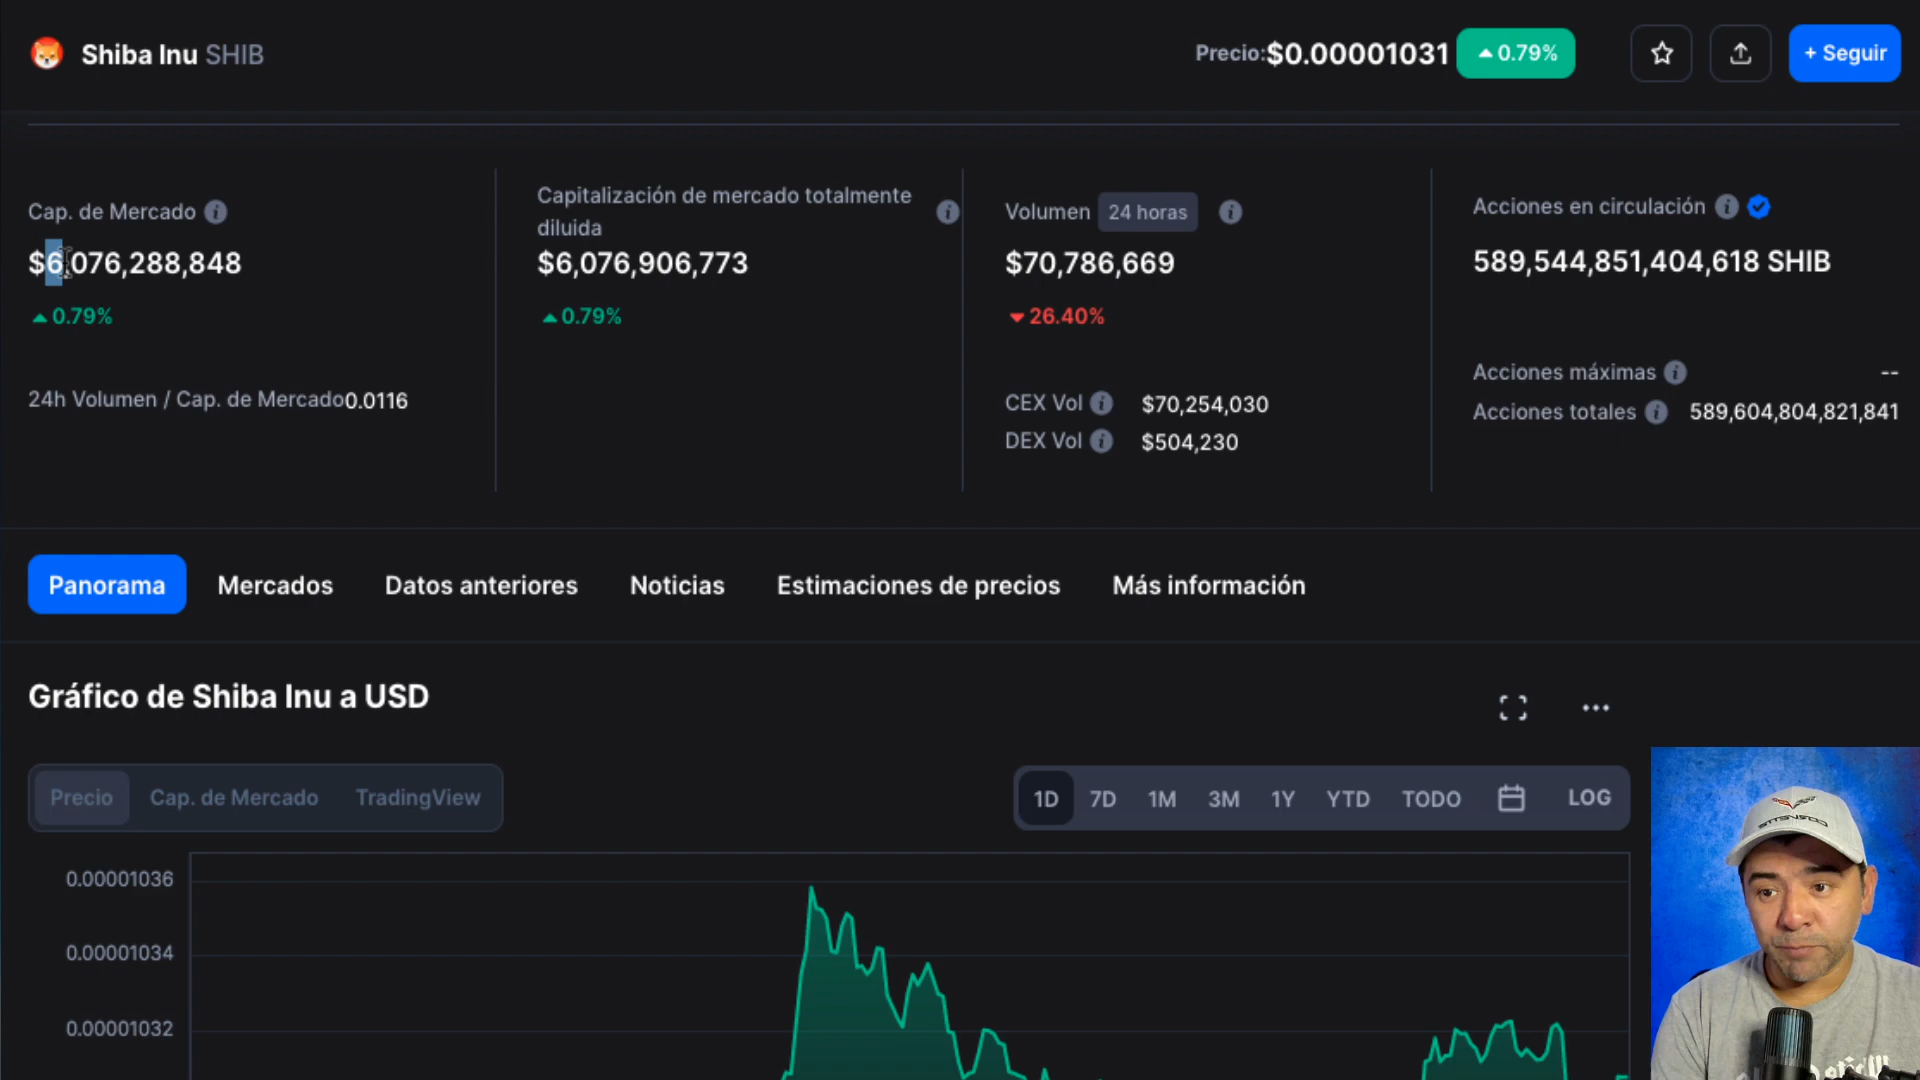 Shiba Inu SHIB
Precio:$0.00001031
0.79%
+ Seguir
Cap. de Mercado
$6,076,288,848
0.79%
24h Volumen / Cap. de Mercado0.0116
Capitalización de mercado totalmente
diluida
$6,076,906,773
0.79%
Volumen 24 horas
$70,786,669
26.40%
CEX Vol $70,254,030
DEX Vol $504,230
Acciones en circulación
589,544,851,404,618 SHIB
Acciones máximas --
Acciones totales 589,604,804,821,841
Panorama Mercados Datos anteriores Noticias Estimaciones de precios Más información
Gráfico de Shiba Inu a USD
Precio Cap. de Mercado TradingView
1D 7D 1M 3M 1Y YTD TODO LOG
0.00001036
0.00001034
0.00001032